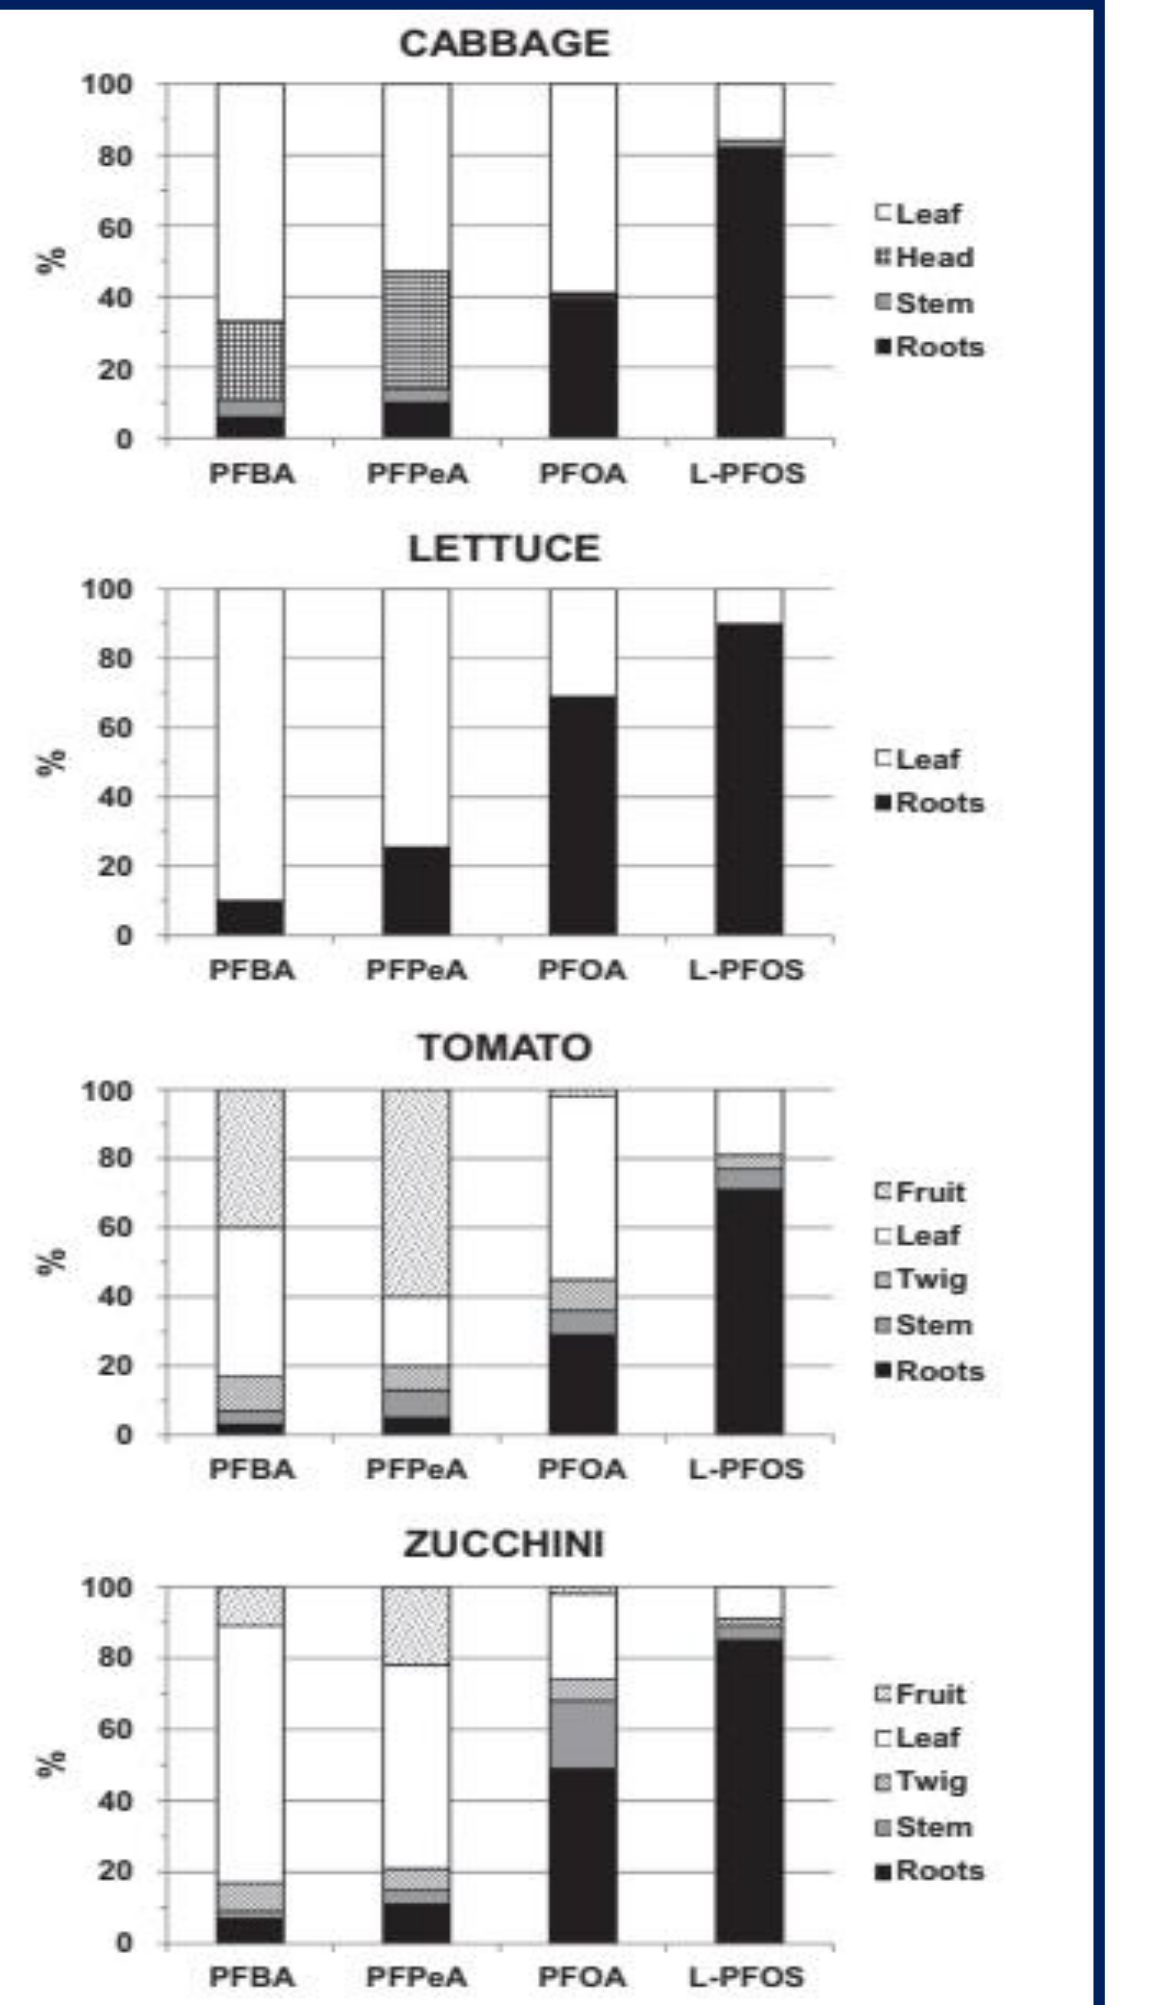 CABBAGE
100
80
60
40
20
0
%
PFBA PFPeA PFOA L-PFOS
Leaf
Head
Stem
Roots
LETTUCE
100
80
60
40
20
0
%
PFBA PFPeA PFOA L-PFOS
Leaf
Roots
TOMATO
100
80
60
40
20
0
%
PFBA PFPeA PFOA L-PFOS
Fruit
Leaf
Twig
Stem
Roots
ZUCCHINI
100
80
60
40
20
0
%
PFBA PFPeA PFOA L-PFOS
Fruit
Leaf
Twig
Stem
Roots